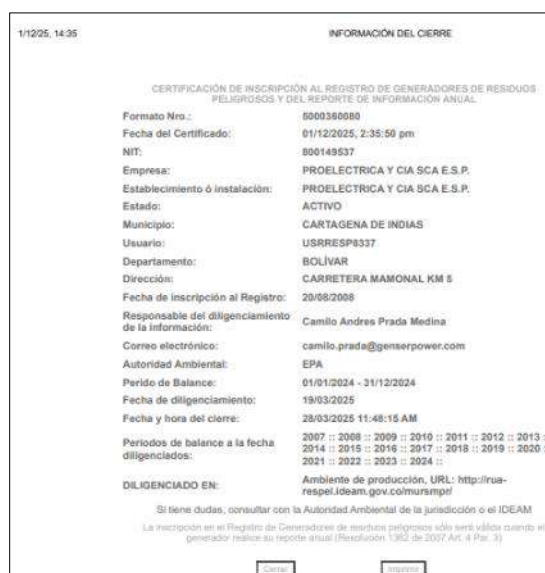 1/12/25, 14:35 INFORMACIÓN DEL CIERRE
CERTIFICACIÓN DE INSCRIPCIÓN AL REGISTRO DE GENERADORES DE RESIDUOS
PELIGROSOS Y DEL REPORTE DE INFORMACIÓN ANUAL
Formato Nro.: 5000360080
Fecha del Certificado: 01/12/2025, 2:35:50 pm
NIT: 800149537
Empresa: PROELECTRICA Y CIA SCA E.S.P.
Establecimiento ó instalación: PROELECTRICA Y CIA SCA E.S.P.
Estado: ACTIVO
Municipio: CARTAGENA DE INDIAS
Usuario: USRRESP8337
Departamento: BOLÍVAR
Dirección: CARRETERA MAMONAL KM 5
Fecha de inscripción al Registro: 20/08/2008
Responsable del diligenciamiento
de la información: Camilo Andres Prada Medina
Correo electrónico: camilo.prada@genserpower.com
Autoridad Ambiental: EPA
Perido de Balance: 01/01/2024 - 31/12/2024
Fecha de diligenciamiento: 19/03/2025
Fecha y hora del cierre: 28/03/2025 11:48:15 AM
Periodos de balance a la fecha
diligenciados: 2007 :: 2008 :: 2009 :: 2010 :: 2011 :: 2012 :: 2013 :
2014 :: 2015 :: 2016 :: 2017 :: 2018 :: 2019 :: 2020 :
2021 :: 2022 :: 2023 :: 2024 ::
DILIGENCIADO EN: Ambiente de producción, URL: http://rua-
respel.ideam.gov.co/mursmpr/
Si tiene dudas, consultar con la Autoridad Ambiental de la jurisdicción o el IDEAM
La inscripción en el Registro de Generadores de residuos peligrosos sólo será válida cuando el
generador realice su reporte anual (Resolución 1362 de 2007 Art. 4 Par. 3)
Cerrar Imprimir